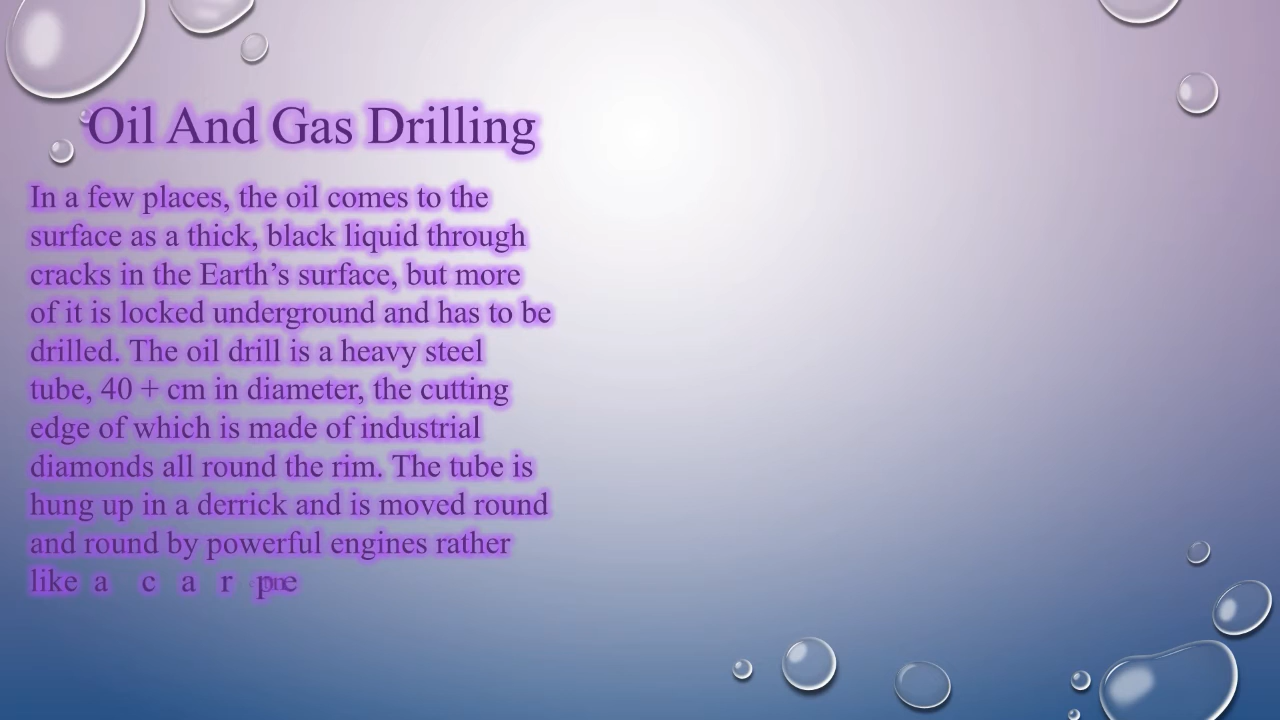 Oil And Gas Drilling
In a few places, the oil comes to the
surface as a thick, black liquid through
cracks in the Earth’s surface, but more
of it is locked underground and has to be
drilled. The oil drill is a heavy steel
tube, 40 + cm in diameter, the cutting
edge of which is made of industrial
diamonds all round the rim. The tube is
hung up in a derrick and is moved round
and round by powerful engines rather
like a